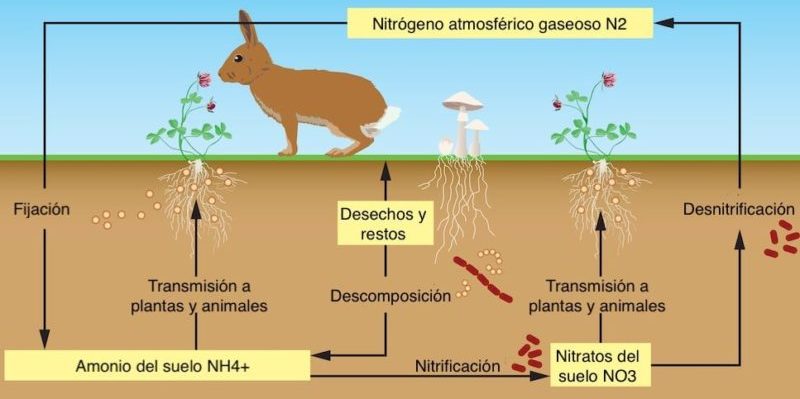 Nitrógeno atmosférico gaseoso N2
Fijación
Desechos y
restos
Desnitrificación
Transmisión a
plantas y animales
Descomposición
Transmisión a
plantas y animales
Amonio del suelo NH4+
Nitrificación
Nitratos del
suelo NO3